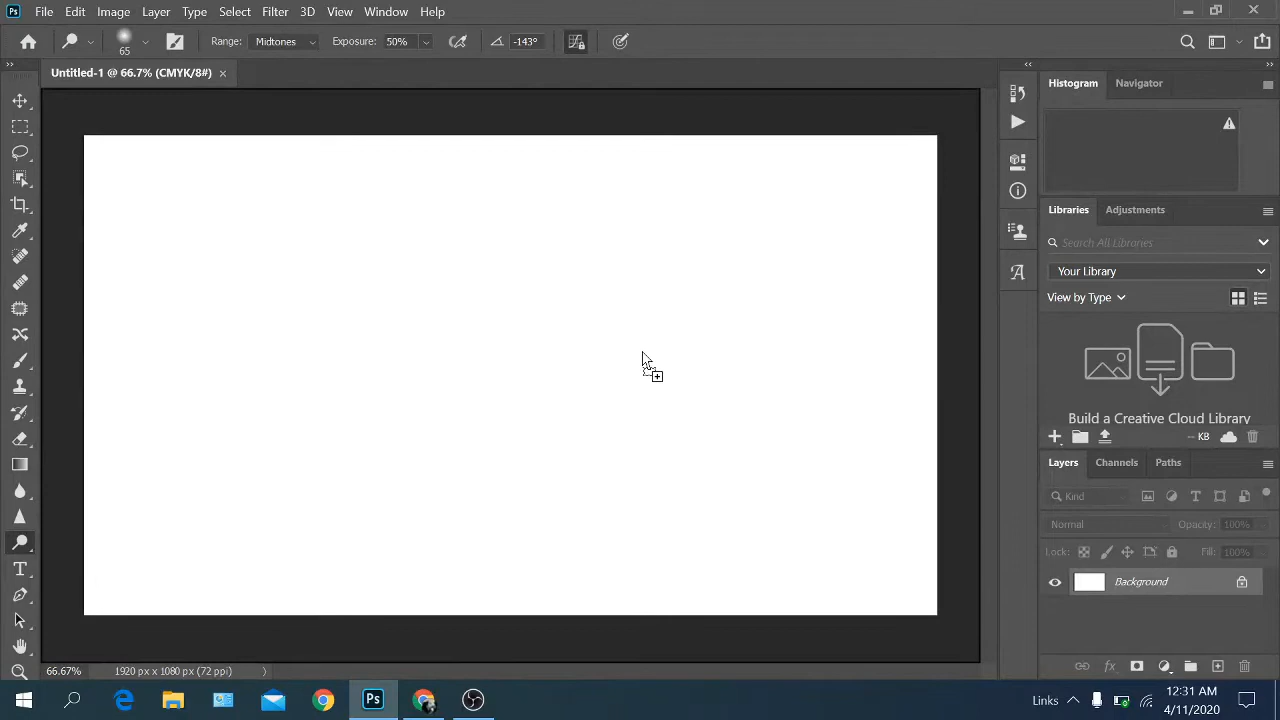 Ps File Edit Image Layer Type Select Filter 3D View Window Help
65 Range: Midtones Exposure: 50% -143°
Untitled-1 @ 66.7% (CMYK/8#) ×
Histogram Navigator
Libraries Adjustments
Search All Libraries
Your Library
View by Type
Build a Creative Cloud Library
-- KB
Layers Channels Paths
Kind
Normal Opacity: 100%
Lock: Fill: 100%
Background
66.67% 1920 px x 1080 px (72 ppi)
Ps Links 12:31 AM
4/11/2020